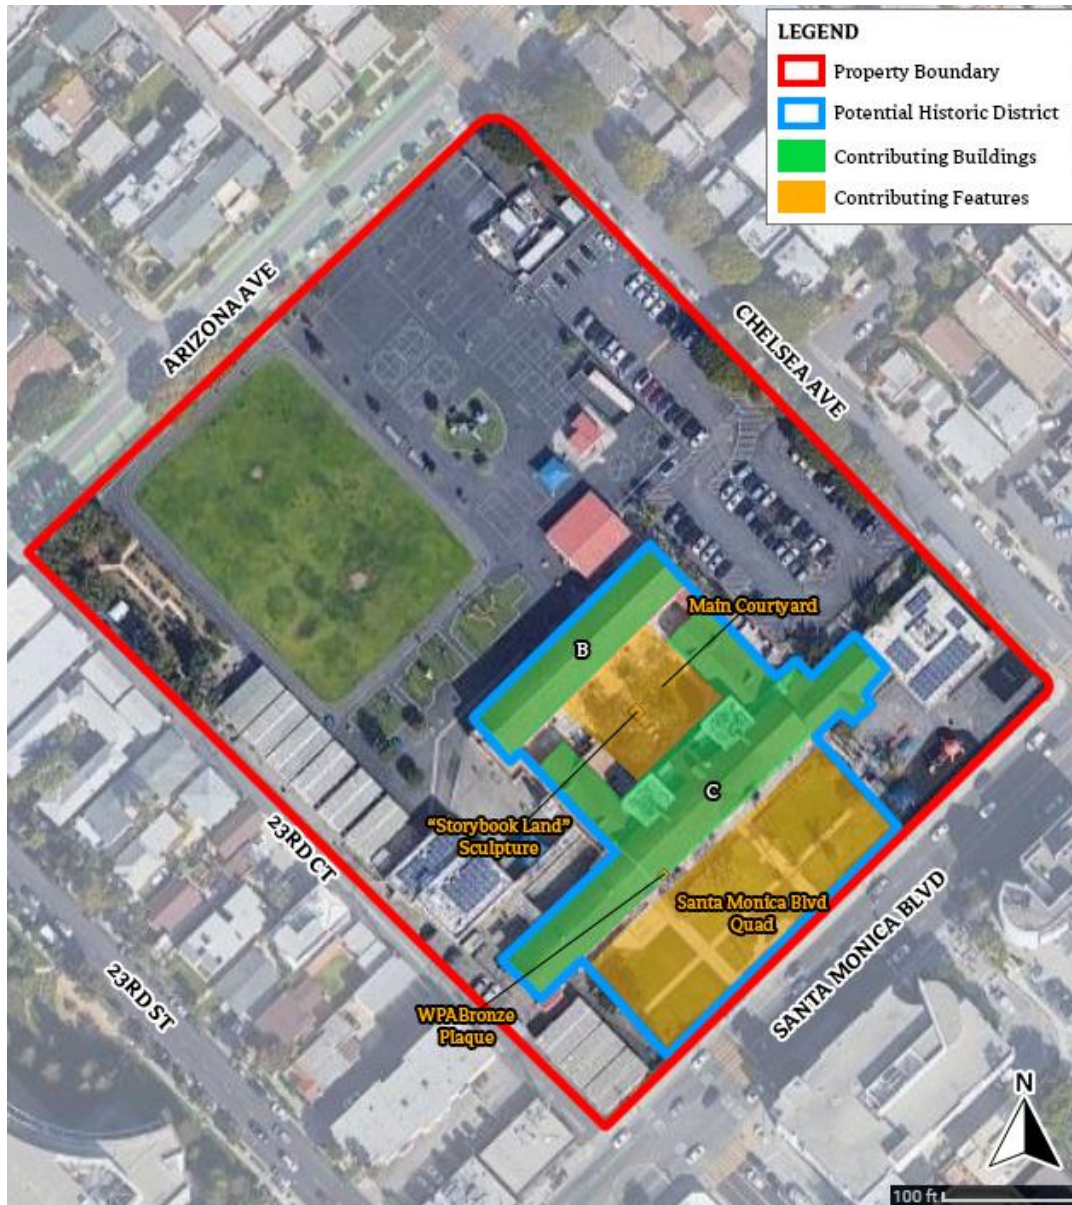 LEGEND
Property Boundary
Potential Historic District
Contributing Buildings
Contributing Features
ARIZONA AVE
CHELSEA AVE
Main Courtyard
B
C
"Storybook Land"
Sculpture
23RD CT
Santa Monica Blvd
Quad
SANTA MONICA BLVD
23RD ST
WPA Bronze
Plaque
N
100 ft